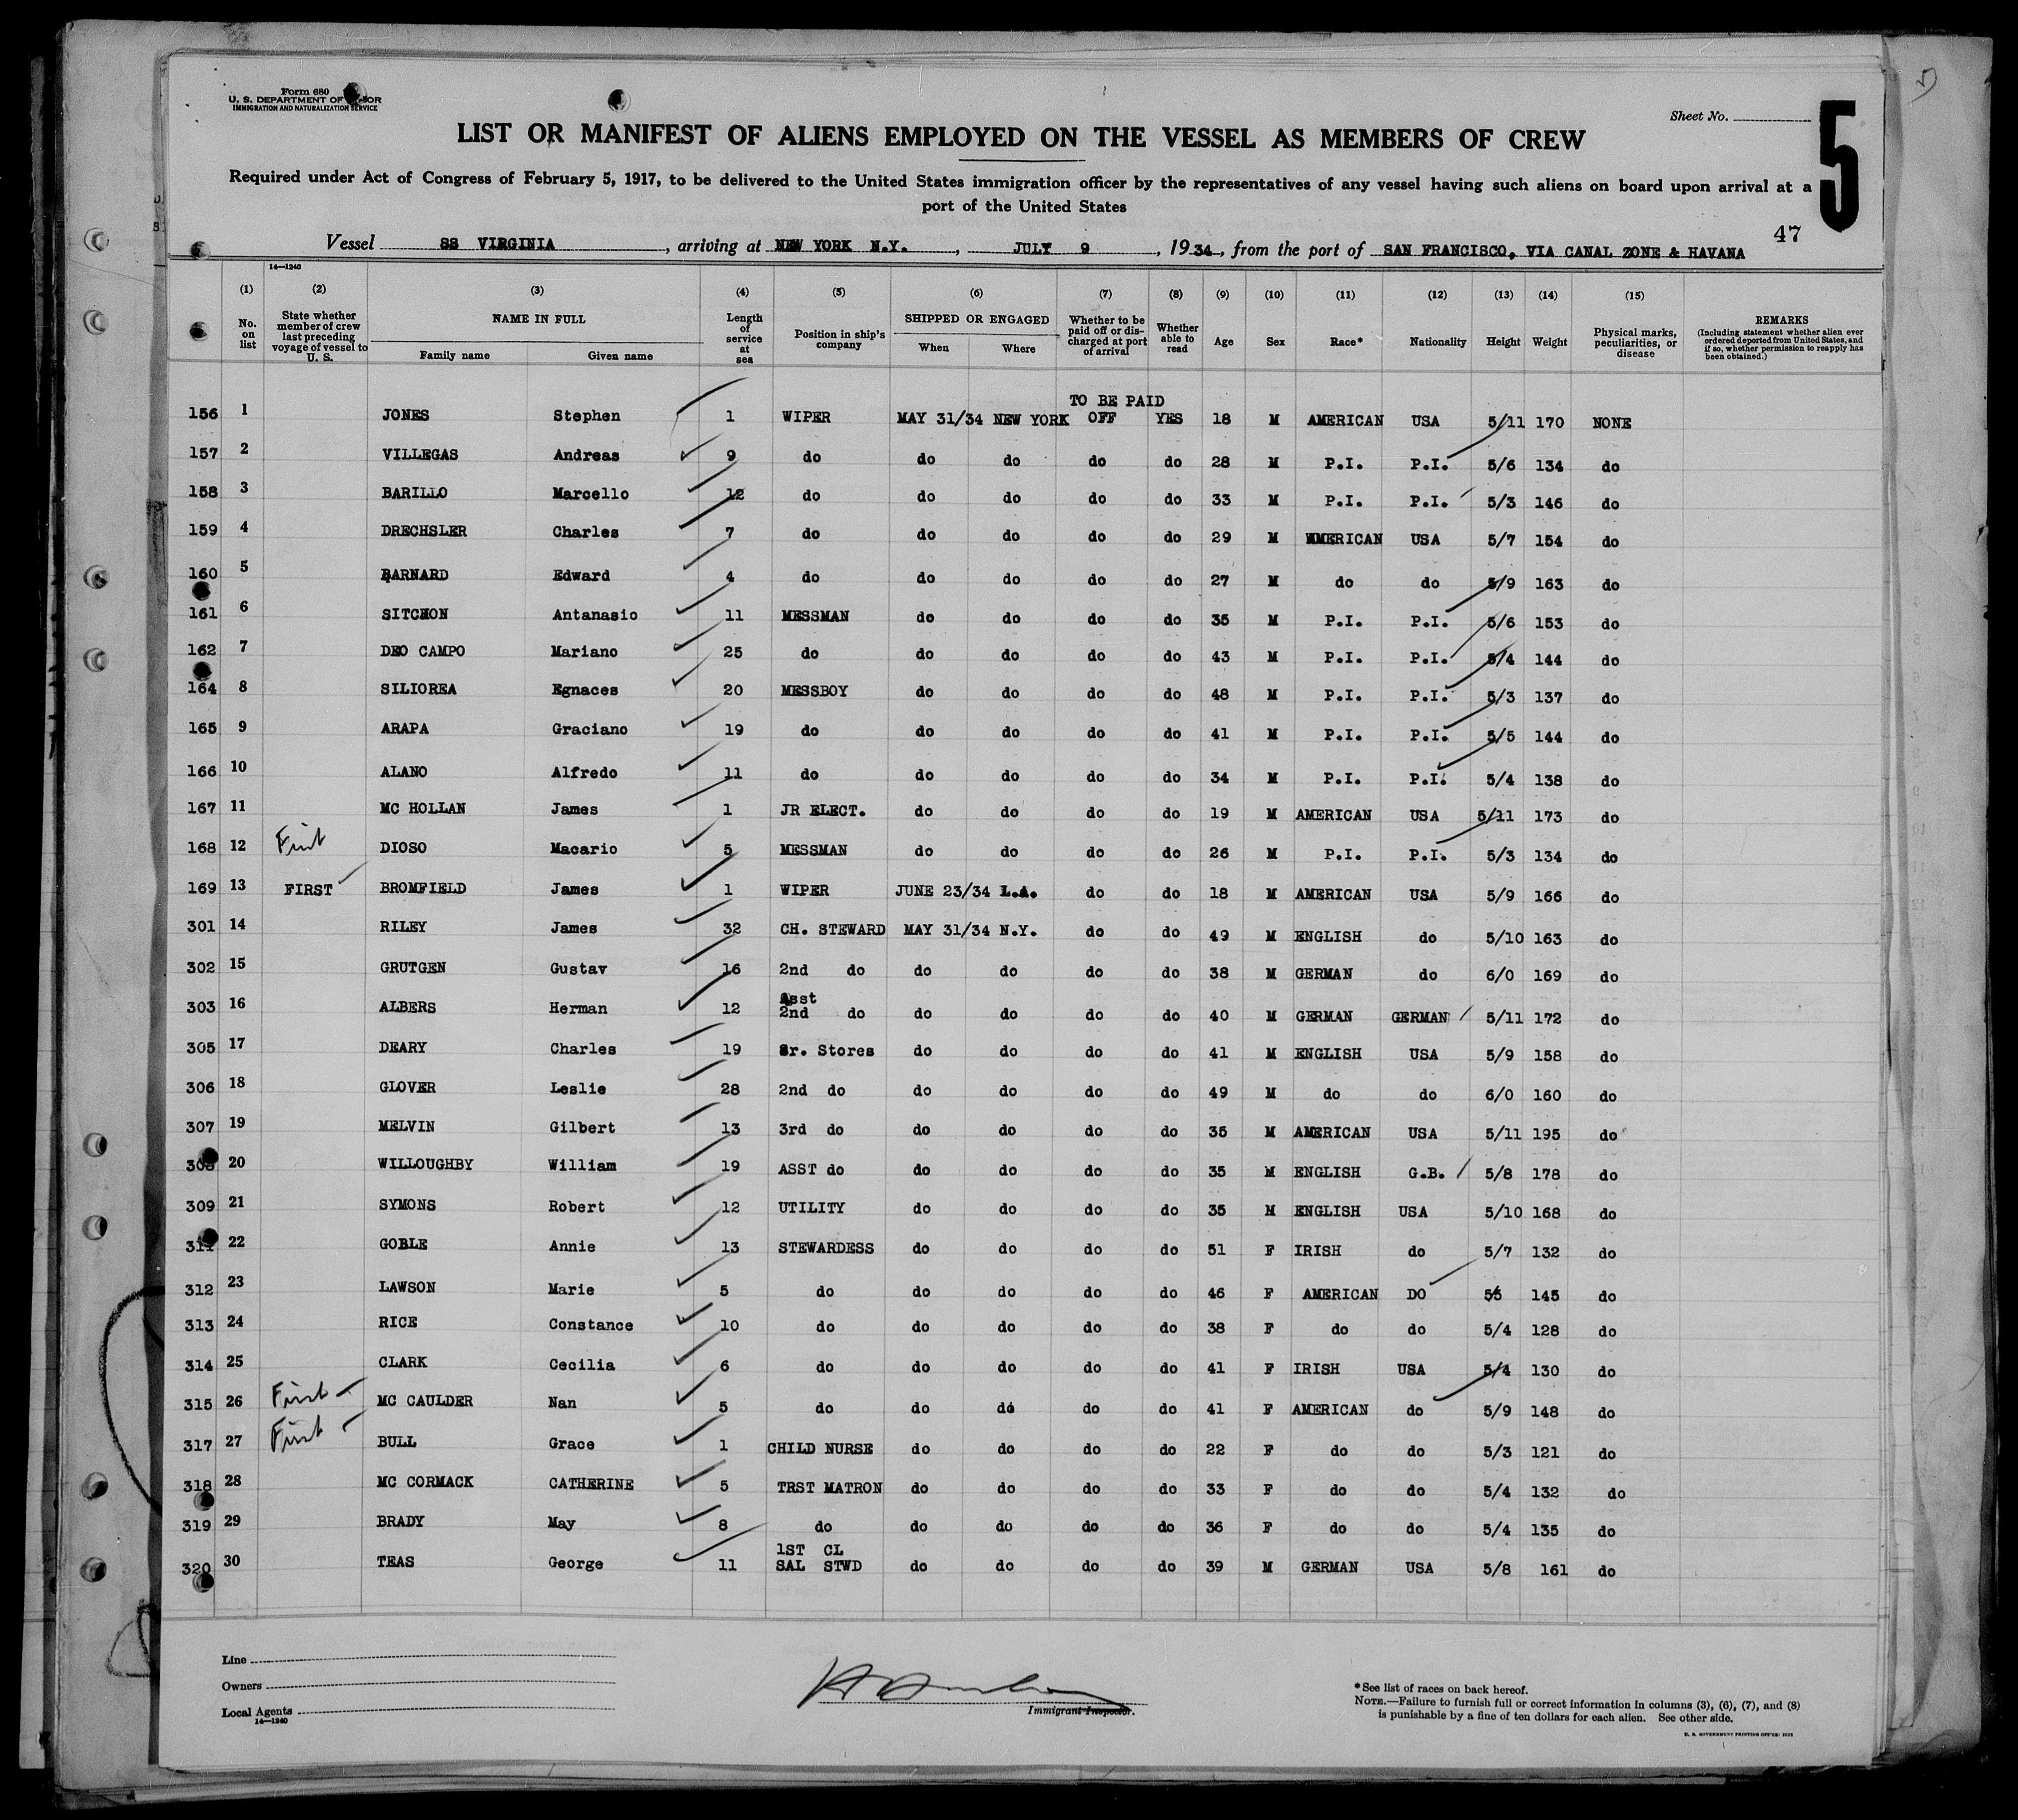 Form 680
U. S. DEPARTMENT OF
IMMIGRATION AND NATURALIZATION SERVICE
Sheet No.
5
LIST OR MANIFEST OF ALIENS EMPLOYED ON THE VESSEL AS MEMBERS OF CREW
Required under Act of Congress of February 5, 1917, to be delivered to the United States immigration officer by the representatives of any vessel having such aliens on board upon arrival at a
port of the United States
47
Vessel SS VIRGINIA, arriving at NEW YORK N.Y., JULY 9, 1934, from the port of SAN FRANCISCO, VIA CANAL ZONE & HAVANA
14—1240
(1) (2) (3) (4) (5) (6) (7) (8) (9) (10) (11) (12) (13) (14) (15)
No. on list
State whether member of crew last preceding voyage of vessel to U. S.
NAME IN FULL
Family name Given name
Length of service at sea
Position in ship's company
SHIPPED OR ENGAGED
When Where
Whether to be paid off or discharged at port of arrival
Whether able to read
Age Sex Race* Nationality Height Weight
Physical marks, peculiarities, or disease
REMARKS
(Including statement whether alien ever ordered deported from United States, and if so, whether permission to reapply has been obtained.)
TO BE PAID
156 1 JONES Stephen 1 WIPER MAY 31/34 NEW YORK OFF YES 18 M AMERICAN USA 5/11 170 NONE
157 2 VILLEGAS Andreas 9 do do do do do 28 M P.I. P.I. 5/6 134 do
158 3 BARILLO Marcello 12 do do do do do 33 M P.I. P.I. 5/3 146 do
159 4 DRECHSLER Charles 7 do do do do do 29 M AMERICAN USA 5/7 154 do
160 5 BARNARD Edward 4 do do do do do 27 M do do 5/9 163 do
161 6 SITCHON Antanasio 11 MESSMAN do do do do 35 M P.I. P.I. 5/6 153 do
162 7 DEO CAMPO Mariano 25 do do do do do 43 M P.I. P.I. 5/4 144 do
164 8 SILIOREA Egnaces 20 MESSBOY do do do do 48 M P.I. P.I. 5/3 137 do
165 9 ARAPA Graciano 19 do do do do do 41 M P.I. P.I. 5/5 144 do
166 10 ALANO Alfredo 11 do do do do do 34 M P.I. P.I. 5/4 138 do
167 11 MC HOLLAN James 1 JR ELECT. do do do do 19 M AMERICAN USA 5/11 173 do
168 12 First DIOSO Macario 5 MESSMAN do do do do 26 M P.I. P.I. 5/3 134 do
169 13 FIRST BROMFIELD James 1 WIPER JUNE 23/34 L.A. do do 18 M AMERICAN USA 5/9 166 do
301 14 RILEY James 32 CH. STEWARD MAY 31/34 N.Y. do do 49 M ENGLISH do 5/10 163 do
302 15 GRUTGEN Gustav 16 2nd do do do do do 38 M GERMAN do 6/0 169 do
303 16 ALBERS Herman 12 Asst 2nd do do do do do 40 M GERMAN GERMAN 5/11 172 do
305 17 DEARY Charles 19 Sr. Stores do do do do 41 M ENGLISH USA 5/9 158 do
306 18 GLOVER Leslie 28 2nd do do do do do 49 M do do 6/0 160 do
307 19 MELVIN Gilbert 13 3rd do do do do do 35 M AMERICAN USA 5/11 195 do
308 20 WILLOUGHBY William 19 ASST do do do do do 35 M ENGLISH G.B. 5/8 178 do
309 21 SYMONS Robert 12 UTILITY do do do do 35 M ENGLISH USA 5/10 168 do
311 22 GOBLE Annie 13 STEWARDESS do do do do 51 F IRISH do 5/7 132 do
312 23 LAWSON Marie 5 do do do do do 46 F AMERICAN DO 145 do
313 24 RICE Constance 10 do do do do do 38 F do do 5/4 128 do
314 25 CLARK Cecilia 6 do do do do do 41 F IRISH USA 5/4 130 do
315 26 First MC CAULDER Nan 5 do do do do do 41 F AMERICAN do 5/9 148 do
317 27 First BULL Grace 1 CHILD NURSE do do do do 22 F do do 5/3 121 do
318 28 MC CORMACK CATHERINE 5 TRST MATRON do do do do 33 F do do 5/4 132 do
319 29 BRADY May 8 do do do do do 36 F do do 5/4 135 do
320 30 TEAS George 11 1ST CL SAL STWD do do do do 39 M GERMAN USA 5/8 161 do
Line
Owners
Local Agents
14—1240
Immigrant Inspector.
*See list of races on back hereof.
NOTE.—Failure to furnish full or correct information in columns (3), (6), (7), and (8)
is punishable by a fine of ten dollars for each alien. See other side.